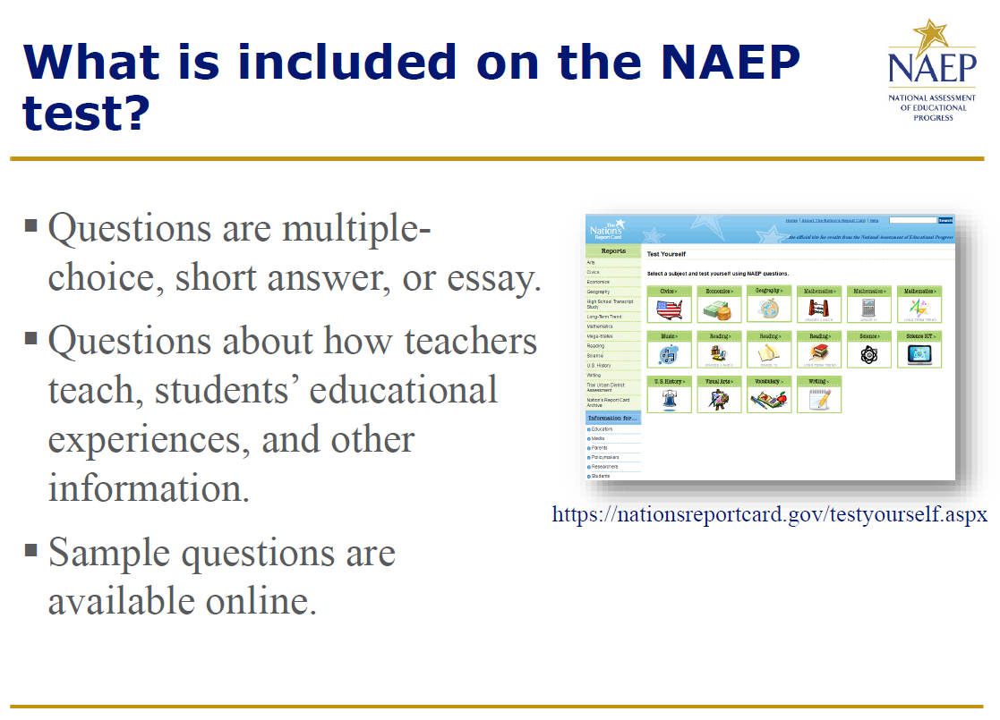 What is included on the NAEP
test?
NAEP
NATIONAL ASSESSMENT
OF EDUCATIONAL
PROGRESS
▪ Questions are multiple-
choice, short answer, or essay.
▪ Questions about how teachers
teach, students’ educational
experiences, and other
information.
▪ Sample questions are
available online.
The
Nation's
Report Card
Home | About The Nation's Report Card | Help
Search
the official site for results from the National Assessment of Educational Progress
Reports
Arts
Civics
Economics
Geography
High School Transcript
Study
Long-Term Trend
Mathematics
Mega-States
Reading
Science
U.S. History
Writing
Trial Urban District
Assessment
Nation's Report Card
Archive
Information for...
Educators
Media
Parents
Policymakers
Researchers
Students
Test Yourself
Select a subject and test yourself using NAEP questions.
Civics >
Economics >
Geography >
Mathematics >
GRADES 4 AND 8
Mathematics >
GRADE 12
Mathematics >
LONG-TERM TREND
Music >
Reading >
GRADES 4 AND 8
Reading >
GRADE 12
Reading >
LONG-TERM TREND
Science >
Science ICT >
U.S. History >
Visual Arts >
Vocabulary >
Writing >
https://nationsreportcard.gov/testyourself.aspx